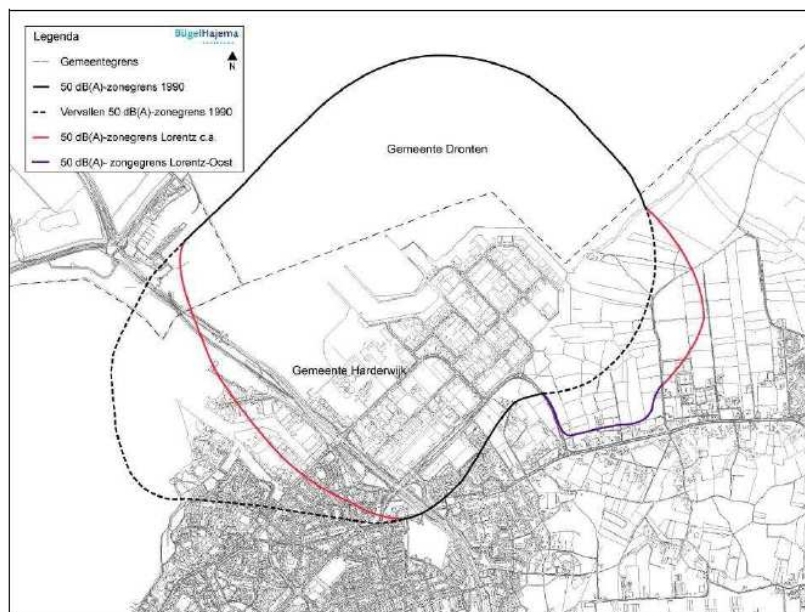 Legenda
BügelHajema
Gemeentegrens
N
50 dB(A)-zonegrens 1990
Vervallen 50 dB(A)-zonegrens 1990
50 dB(A)-zonegrens Lorentz c.a.
50 dB(A)- zongegrens Lorentz-Oost
Gemeente Dronten
Gemeente Harderwijk